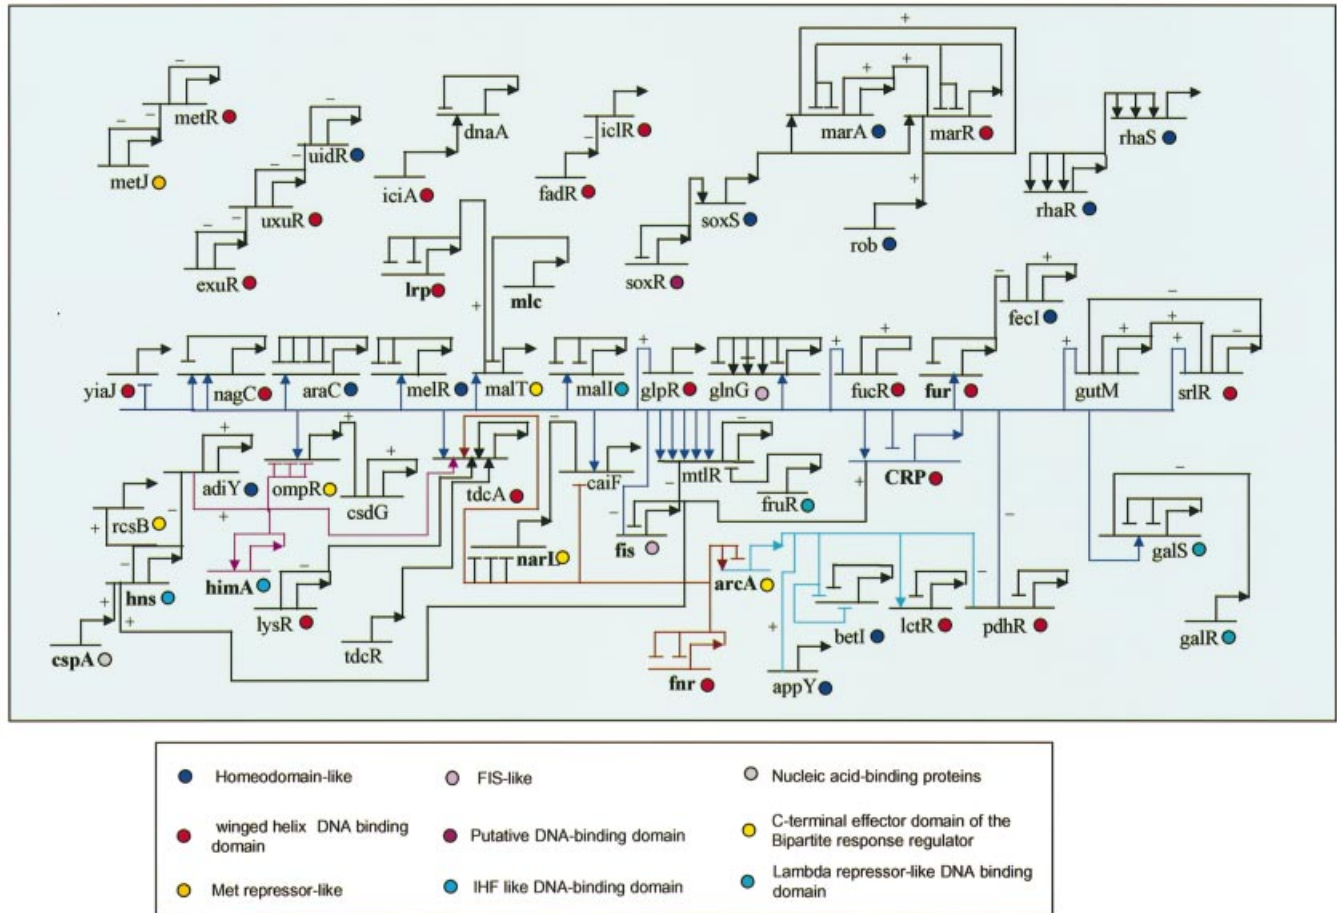 metR
metJ
uidR
uxuR
exuR
dnaA
iciA
iclR
fadR
lrp
mlc
marA
marR
soxS
soxR
rob
rhaS
rhaR
fecI
yiaJ
nagC
araC
melR
malT
malI
glpR
glnG
fucR
fur
gutM
srlR
adiY
ompR
csdG
tdcA
caiF
mtlR
fruR
CRP
rcsB
hns
himA
narL
fis
arcA
galS
cspA
lysR
tdcR
fnr
betI
appY
lctR
pdhR
galR
Homeodomain-like
FIS-like
Nucleic acid-binding proteins
winged helix DNA binding
domain
Putative DNA-binding domain
C-terminal effector domain of the
Bipartite response regulator
Met repressor-like
IHF like DNA-binding domain
Lambda repressor-like DNA binding
domain